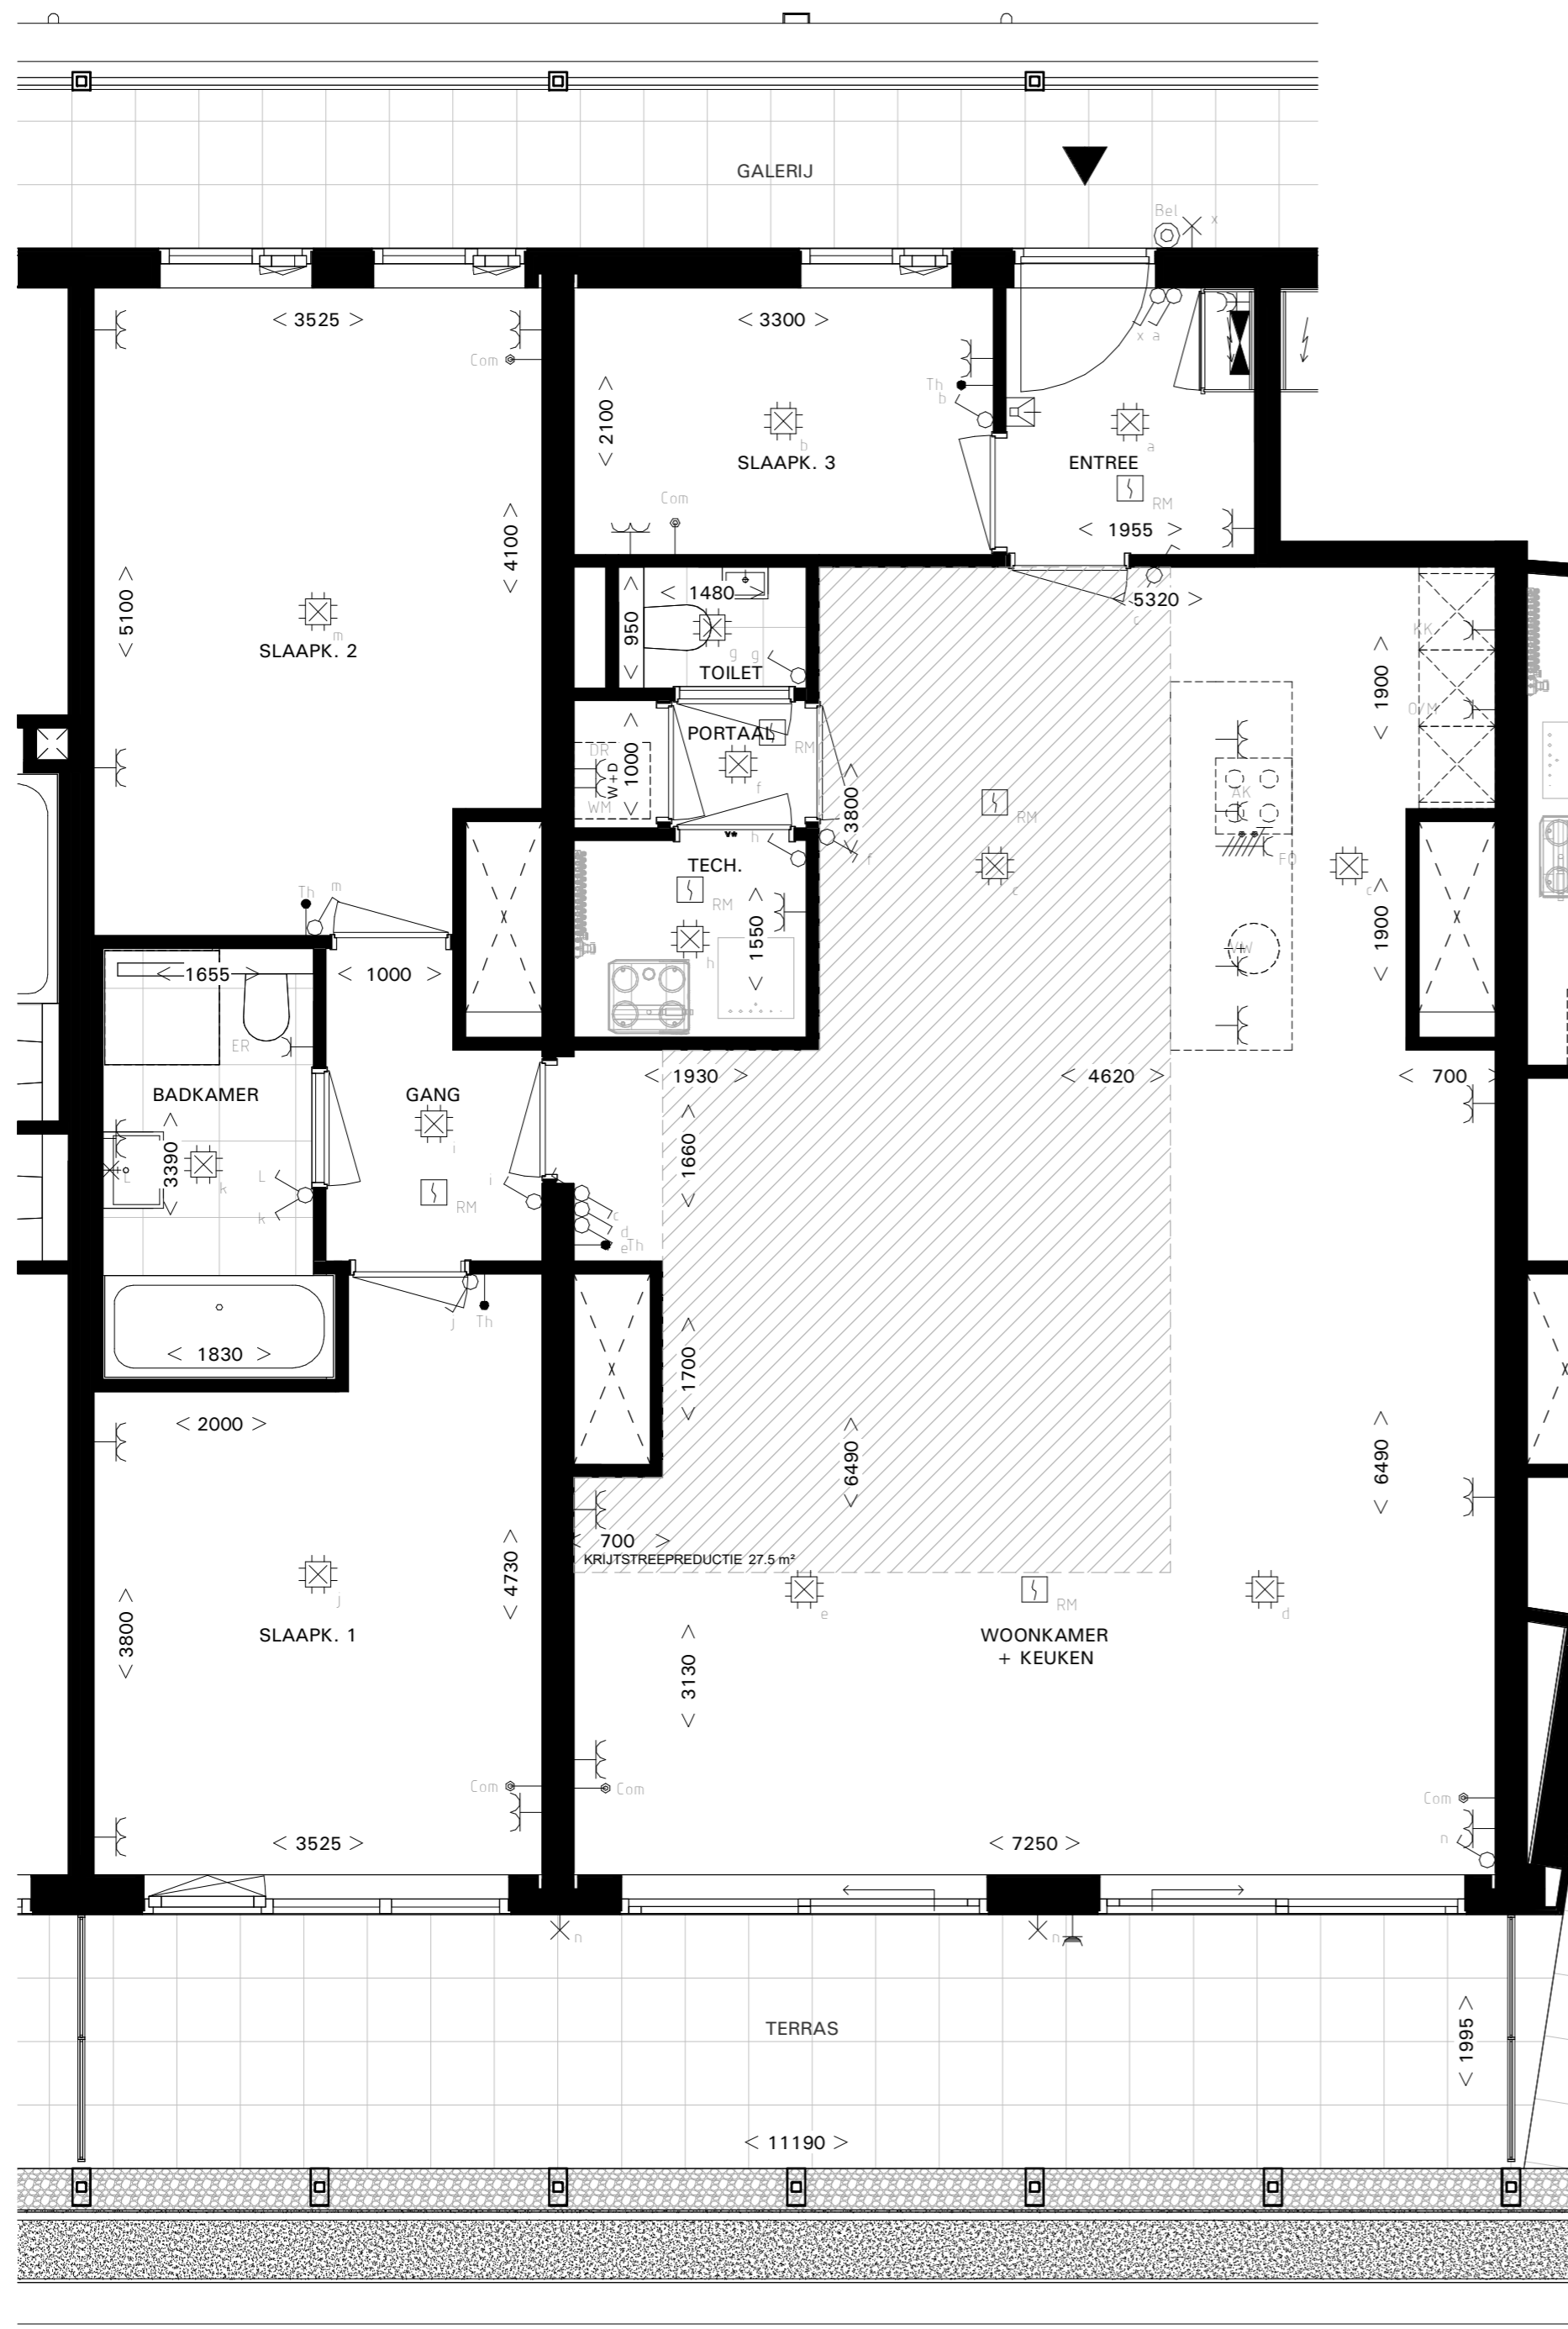 GALERIJ
Bel
x
< 3525 >
< 3300 >
x a
Com
Th
b
< 2100 >
b
a
SLAAPK. 3
ENTREE
RM
Com
< 4100 >
< 1955 >
< 5100 >
m
SLAAPK. 2
< 1480 >
< 5320 >
c
< 950 >
g g
TOILET
KK
< 1900 >
PORTAAL
RM
DR
W+D
WM
< 1000 >
f
< 3800 >
RM
AK
h
f
TECH.
FO
c
c
Th
m
RM
< 1550 >
h
VW
< 1900 >
< 1655 >
< 1000 >
ER
< 1930 >
< 4620 >
< 700 >
BADKAMER
GANG
i
< 3390 >
L
L
k
k
i
RM
< 1660 >
c
d
e
Th
j
Th
< 1830 >
< 1700 >
< 2000 >
< 6490 >
< 6490 >
< 700 >
KRIJTSTREEPREDUCTIE 27.5 m²
< 4730 >
< 3800 >
j
e
RM
d
SLAAPK. 1
WOONKAMER
+ KEUKEN
< 3130 >
Com
Com
Com
n
< 3525 >
< 7250 >
n
n
TERRAS
< 1995 >
< 11190 >